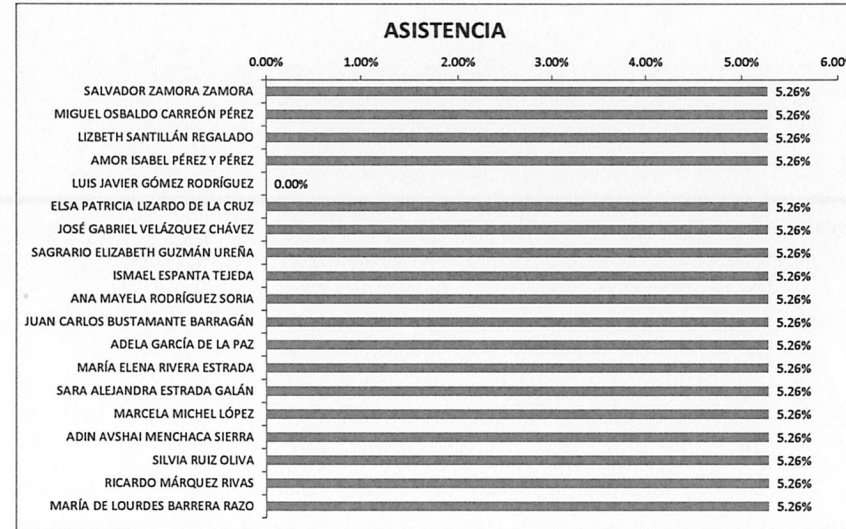 ASISTENCIA
0.00% 1.00% 2.00% 3.00% 4.00% 5.00% 6.00%
SALVADOR ZAMORA ZAMORA 5.26%
MIGUEL OSBALDO CARREÓN PÉREZ 5.26%
LIZBETH SANTILLÁN REGALADO 5.26%
AMOR ISABEL PÉREZ Y PÉREZ 5.26%
LUIS JAVIER GÓMEZ RODRÍGUEZ 0.00%
ELSA PATRICIA LIZARDO DE LA CRUZ 5.26%
JOSÉ GABRIEL VELÁZQUEZ CHÁVEZ 5.26%
SAGRARIO ELIZABETH GUZMÁN UREÑA 5.26%
ISMAEL ESPANTA TEJEDA 5.26%
ANA MAYELA RODRÍGUEZ SORIA 5.26%
JUAN CARLOS BUSTAMANTE BARRAGÁN 5.26%
ADELA GARCÍA DE LA PAZ 5.26%
MARÍA ELENA RIVERA ESTRADA 5.26%
SARA ALEJANDRA ESTRADA GALÁN 5.26%
MARCELA MICHEL LÓPEZ 5.26%
ADIN AVSHAI MENCHACA SIERRA 5.26%
SILVIA RUIZ OLIVA 5.26%
RICARDO MÁRQUEZ RIVAS 5.26%
MARÍA DE LOURDES BARRERA RAZO 5.26%